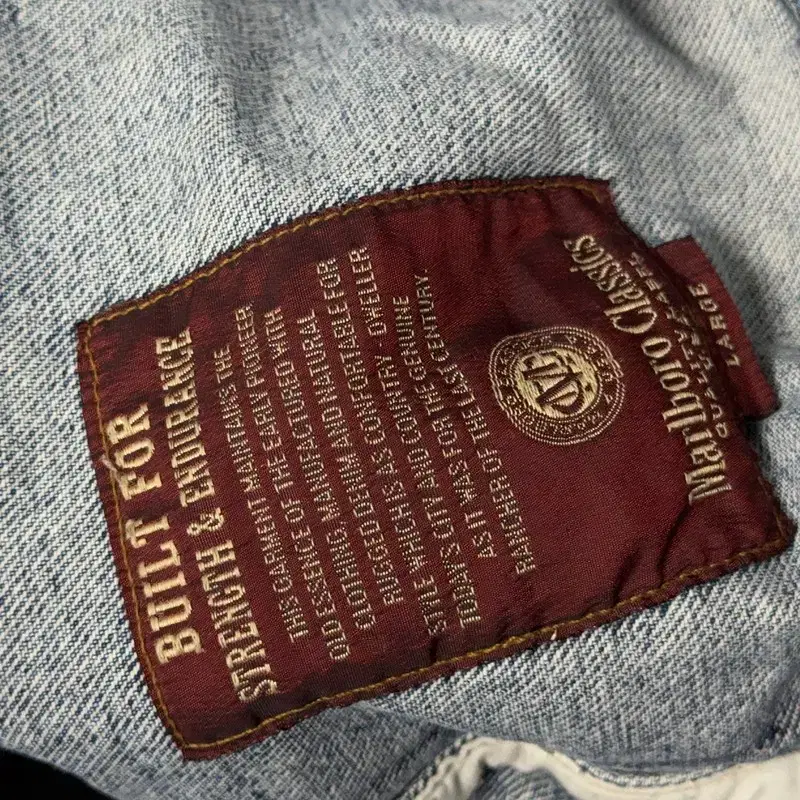 BUILT FOR
STRENGTH & ENDURANCE
THIS GARMENT MAINTAINS THE
OLD ESSENCE OF THE EARLY PIONEER
CLOTHING, MANUFACTURED WITH
RUGGED DENIM AND NATURAL
STYLE WHICH IS AS COMFORTABLE FOR
TODAY'S CITY AND COUNTRY DWELLER
AS IT WAS FOR THE GENUINE
RANCHER OF THE LAST CENTURY
Marlboro Classics
QUALITY LABEL
LARGE